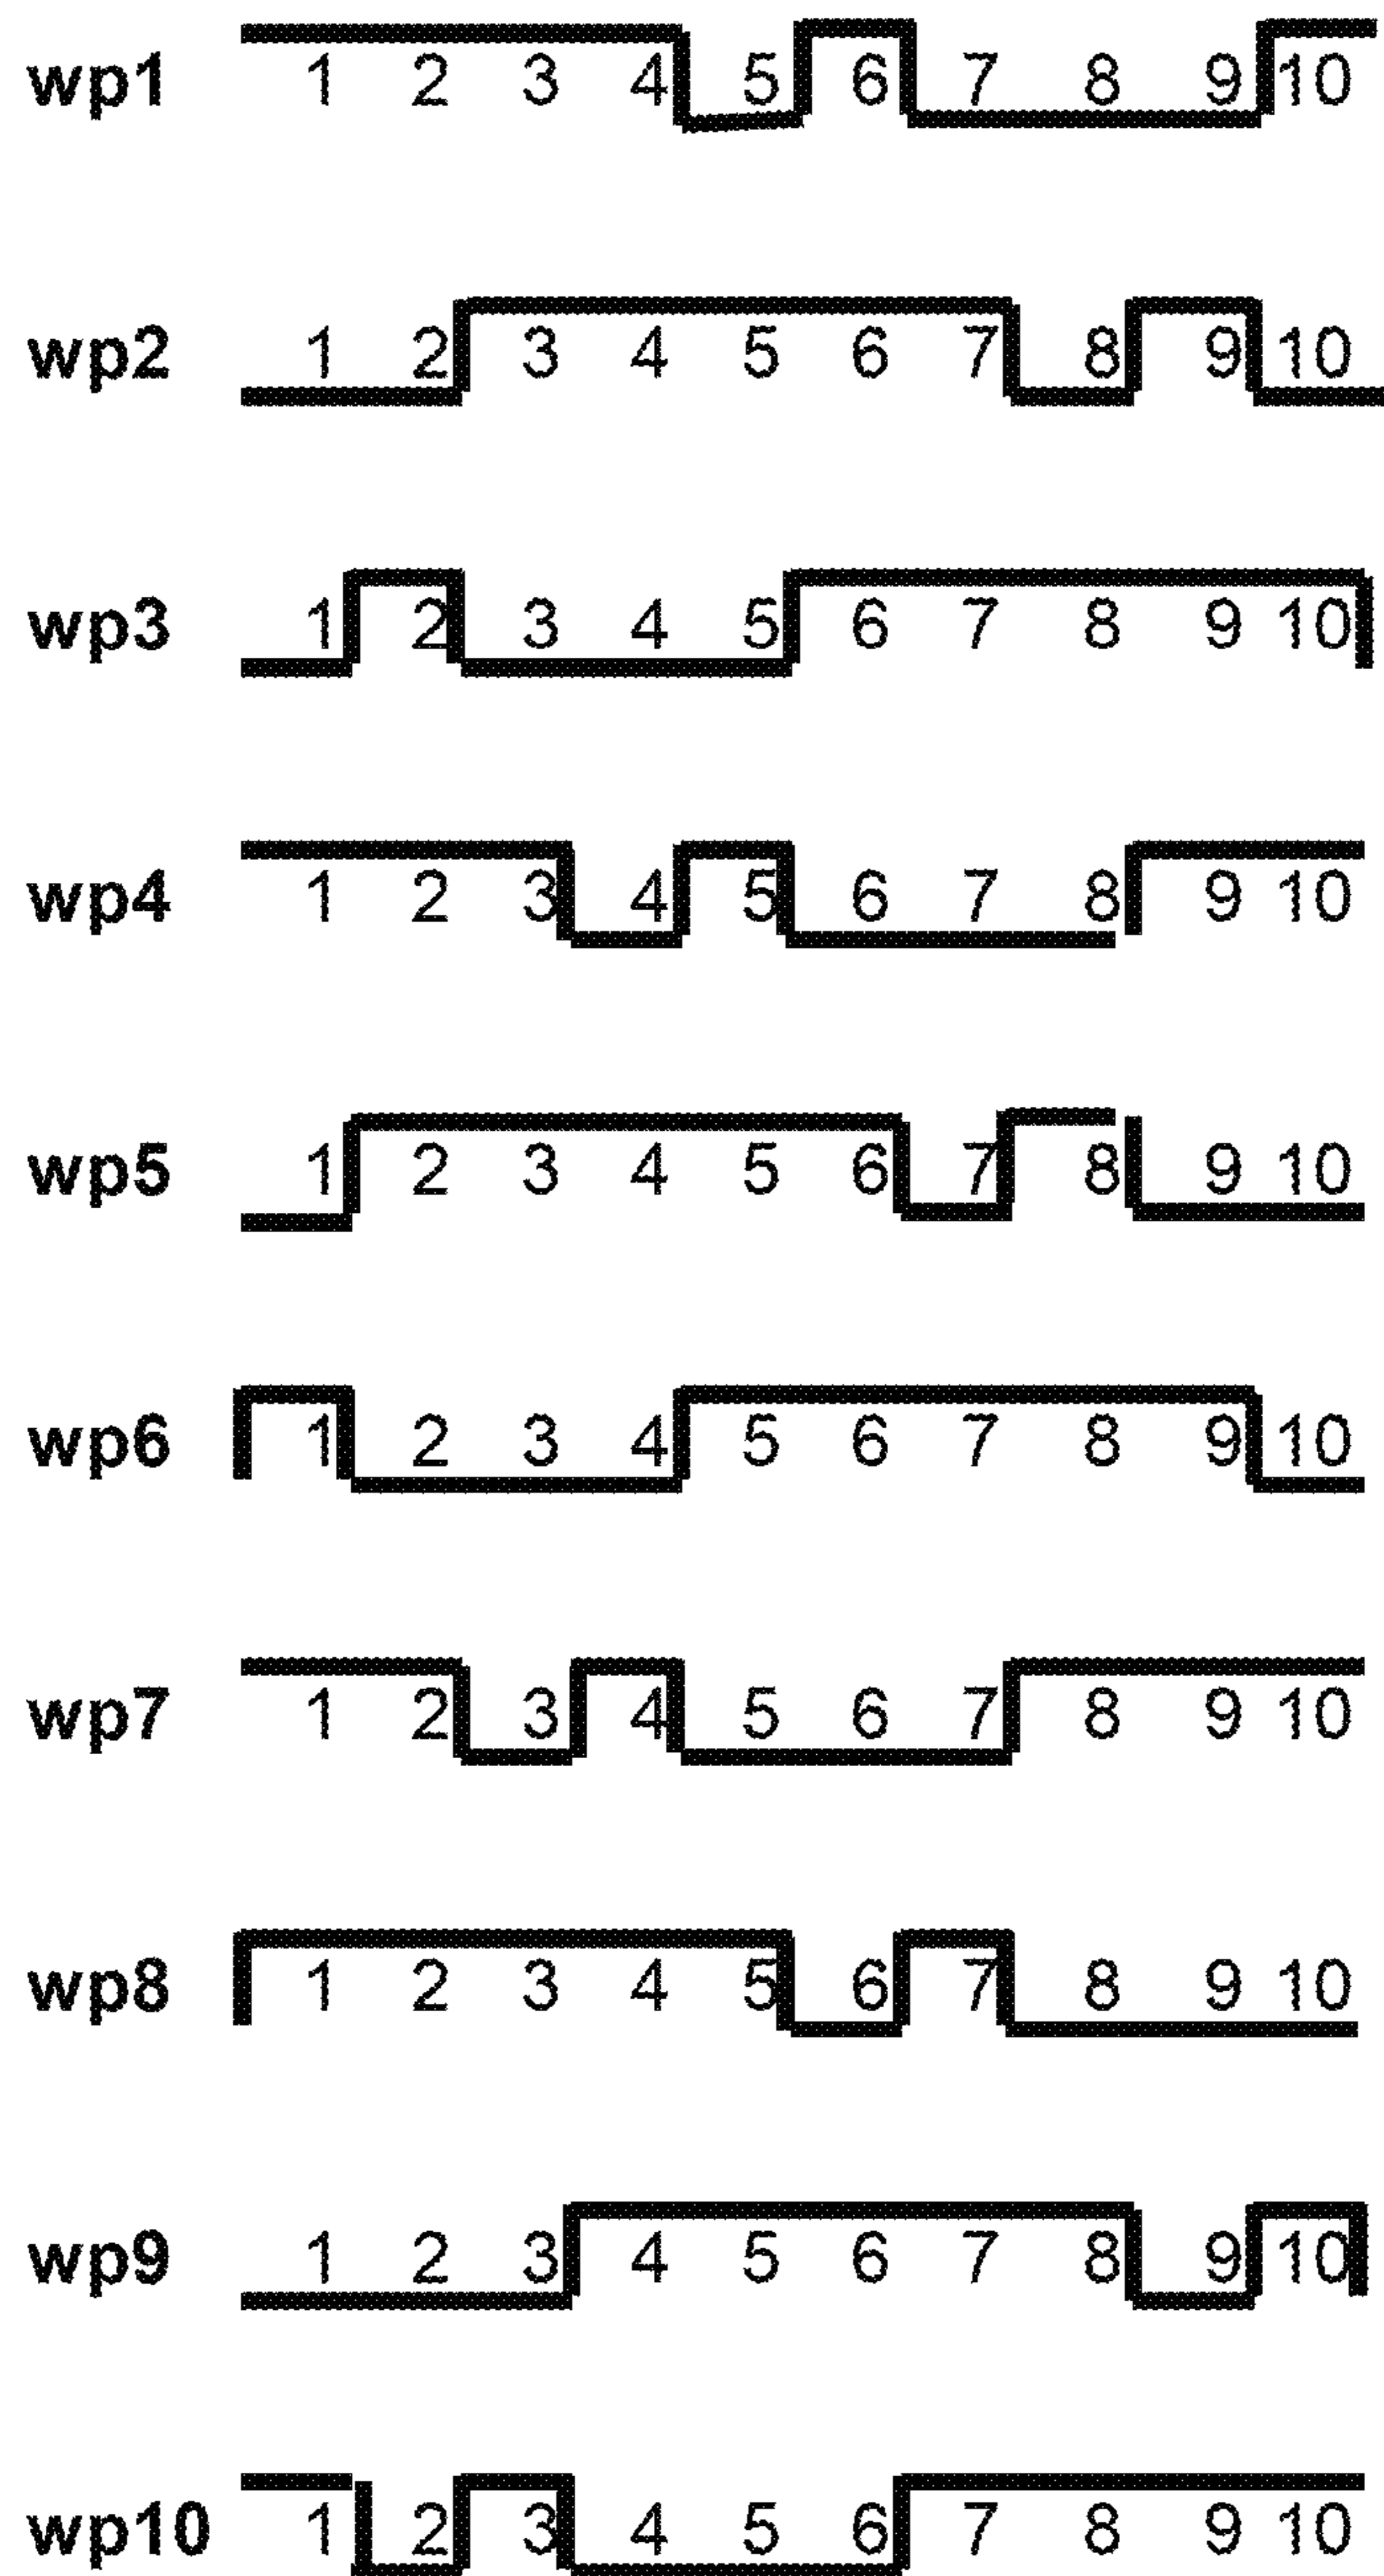 wp1 1 2 3 4 5 6 7 8 9 10
wp2 1 2 3 4 5 6 7 8 9 10
wp3 1 2 3 4 5 6 7 8 9 10
wp4 1 2 3 4 5 6 7 8 9 10
wp5 1 2 3 4 5 6 7 8 9 10
wp6 1 2 3 4 5 6 7 8 9 10
wp7 1 2 3 4 5 6 7 8 9 10
wp8 1 2 3 4 5 6 7 8 9 10
wp9 1 2 3 4 5 6 7 8 9 10
wp10 1 2 3 4 5 6 7 8 9 10